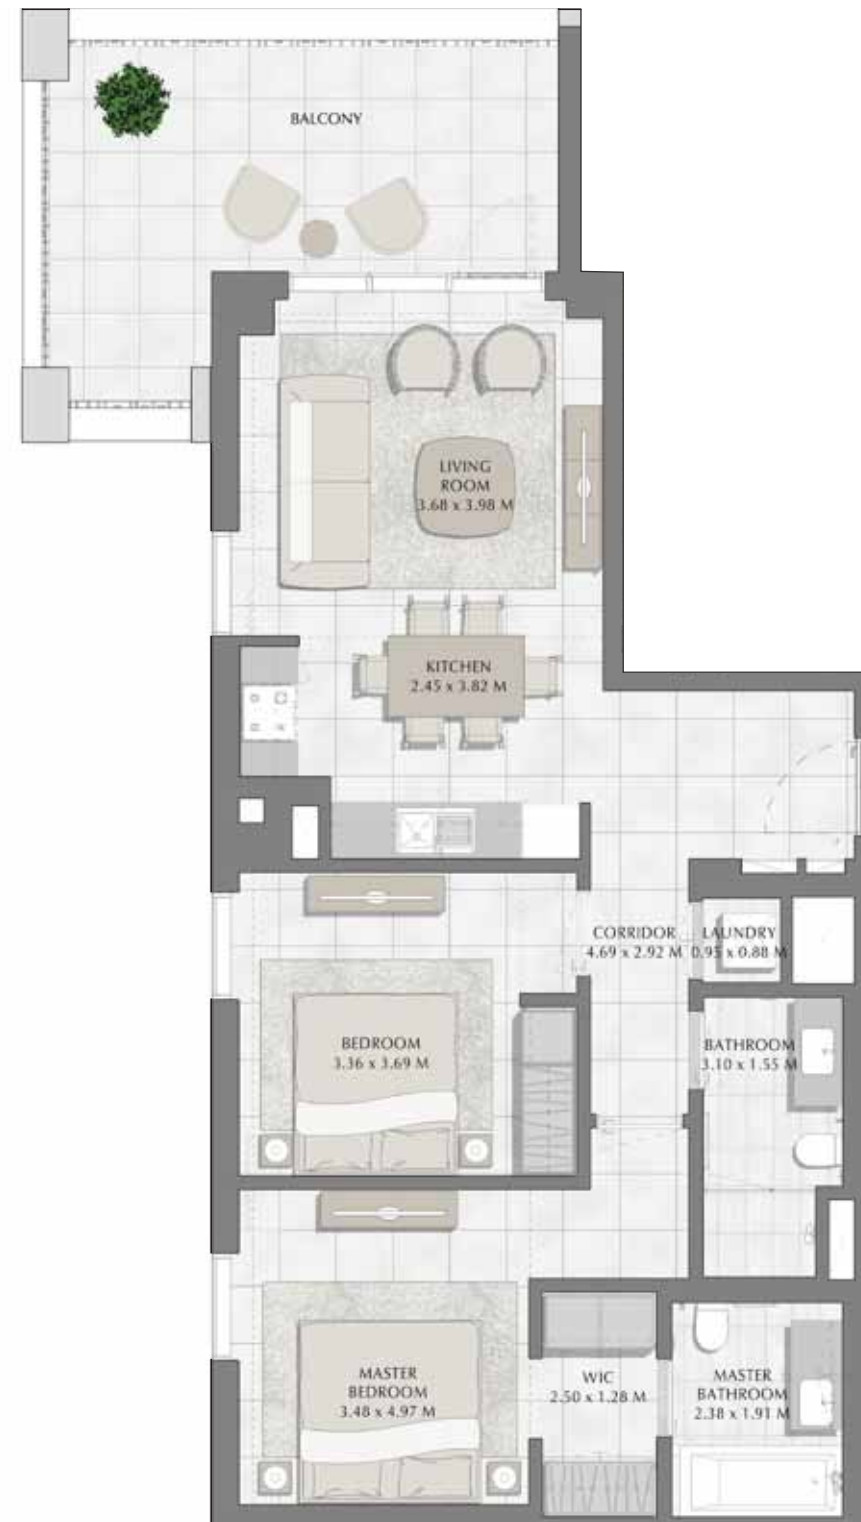 BALCONY
LIVING
ROOM
3.68 x 3.98 M
KITCHEN
2.45 x 3.82 M
CORRIDOR
4.69 x 2.92 M
LAUNDRY
0.95 x 0.88 M
BEDROOM
3.36 x 3.69 M
BATHROOM
3.10 x 1.55 M
MASTER
BEDROOM
3.48 x 4.97 M
WIC
2.50 x 1.28 M
MASTER
BATHROOM
2.38 x 1.91 M